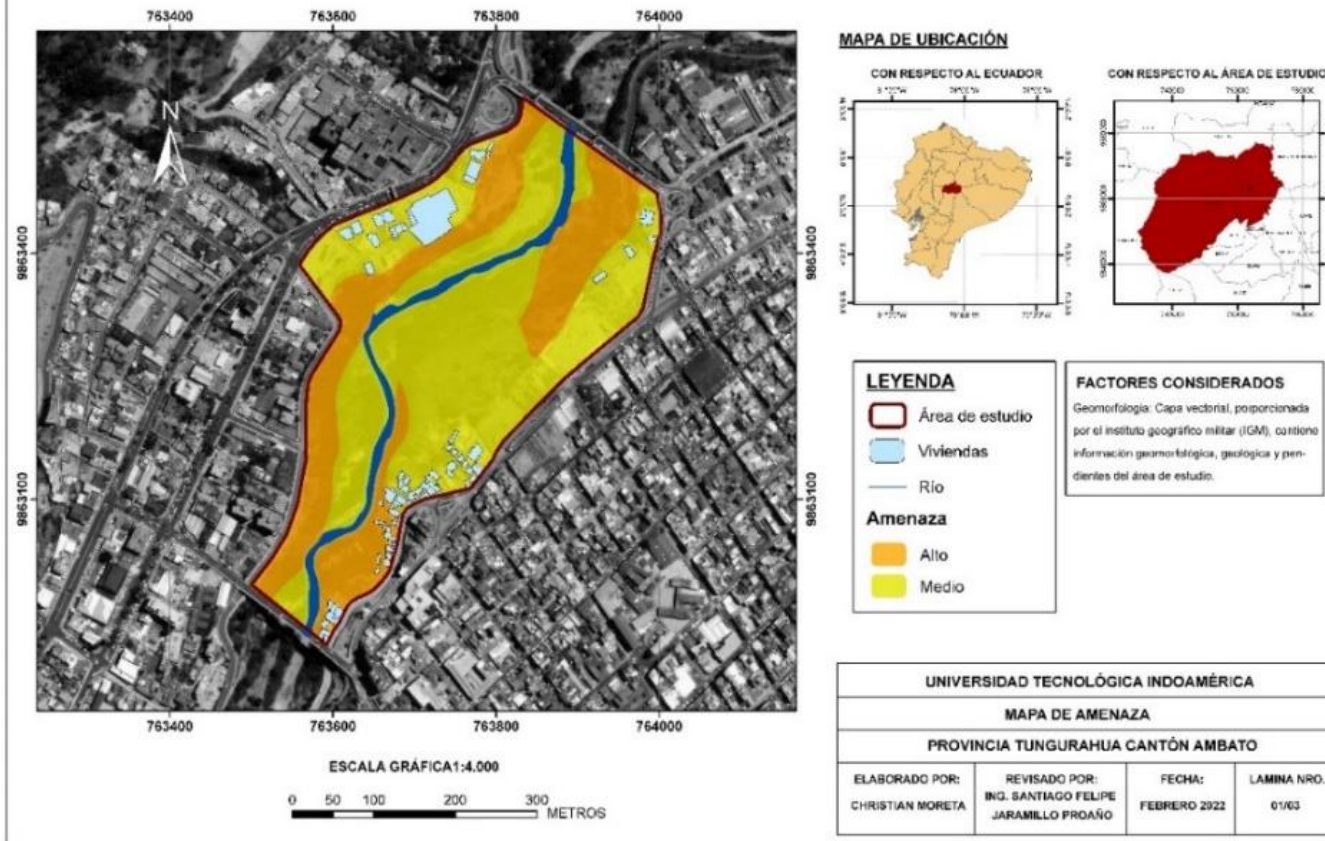 763400 763600 763800 764000
9863400 9863400
N
9863100 9863100
763400 763600 763800 764000
ESCALA GRÁFICA1:4.000
0 50 100 200 300
METROS
MAPA DE UBICACIÓN
CON RESPECTO AL ECUADOR
CON RESPECTO AL ÁREA DE ESTUDIO
LEYENDA
Área de estudio
Viviendas
Río
Amenaza
Alto
Medio
FACTORES CONSIDERADOS
Geomorfología: Capa vectorial, porporcionada
por el instituto geográfico militar (IGM), contiene
información geomorfológica, geológica y pen-
dientes del área de estudio.
UNIVERSIDAD TECNOLÓGICA INDOAMÉRICA
MAPA DE AMENAZA
PROVINCIA TUNGURAHUA CANTÓN AMBATO
ELABORADO POR:
CHRISTIAN MORETA
REVISADO POR:
ING. SANTIAGO FELIPE
JARAMILLO PROAÑO
FECHA:
FEBRERO 2022
LAMINA NRO.
01/03